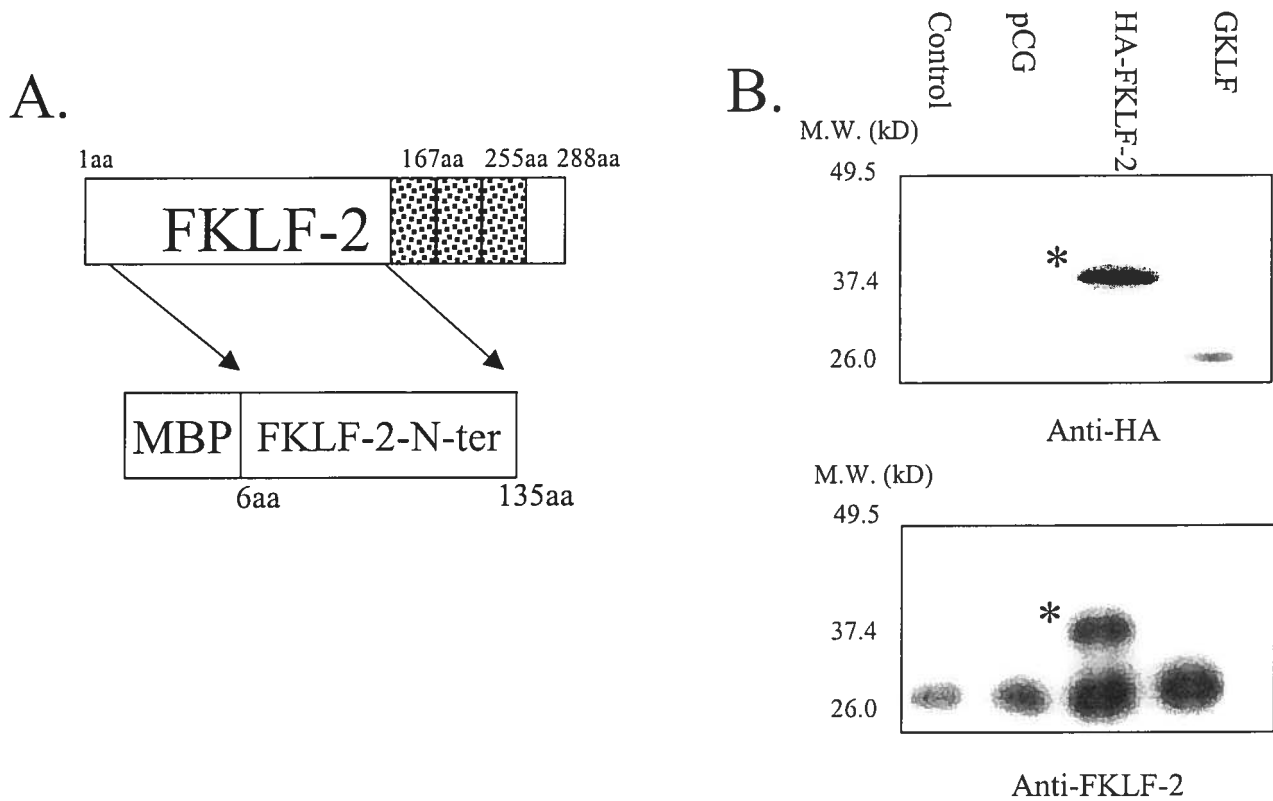 A.
1aa 167aa 255aa 288aa
FKLF-2
MBP FKLF-2-N-ter
6aa 135aa
B.
Control pCG HA-FKLF-2 GKLF
M.W. (kD)
49.5
*
37.4
26.0
Anti-HA
M.W. (kD)
49.5
*
37.4
26.0
Anti-FKLF-2